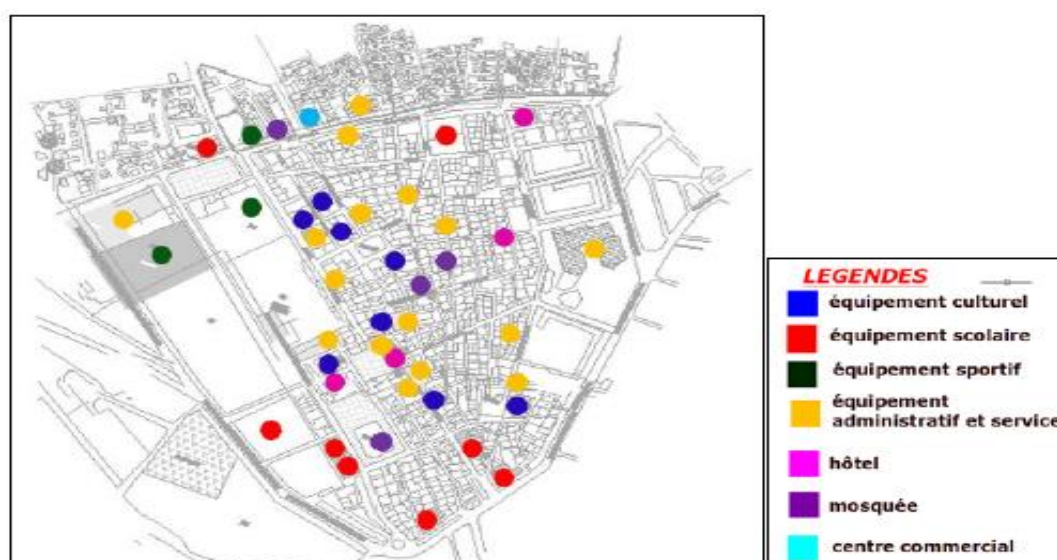 LEGENDES
équipement culturel
équipement scolaire
équipement sportif
équipement
administratif et service
hôtel
mosquée
centre commercial